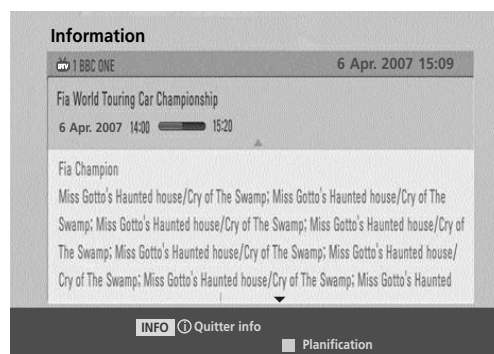 Information
DTV 1 BBC ONE 6 Apr. 2007 15:09
Fia World Touring Car Championship
6 Apr. 2007 14:00 15:20
Fia Champion
Miss Gotto's Haunted house/Cry of The Swamp; Miss Gotto's Haunted house/Cry of The
Swamp; Miss Gotto's Haunted house/Cry of The Swamp; Miss Gotto's Haunted house/Cry of
The Swamp; Miss Gotto's Haunted house/Cry of The Swamp; Miss Gotto's Haunted house/
Cry of The Swamp; Miss Gotto's Haunted house/Cry of The Swamp; Miss Gotto's Haunted
INFO i Quitter info
Planification